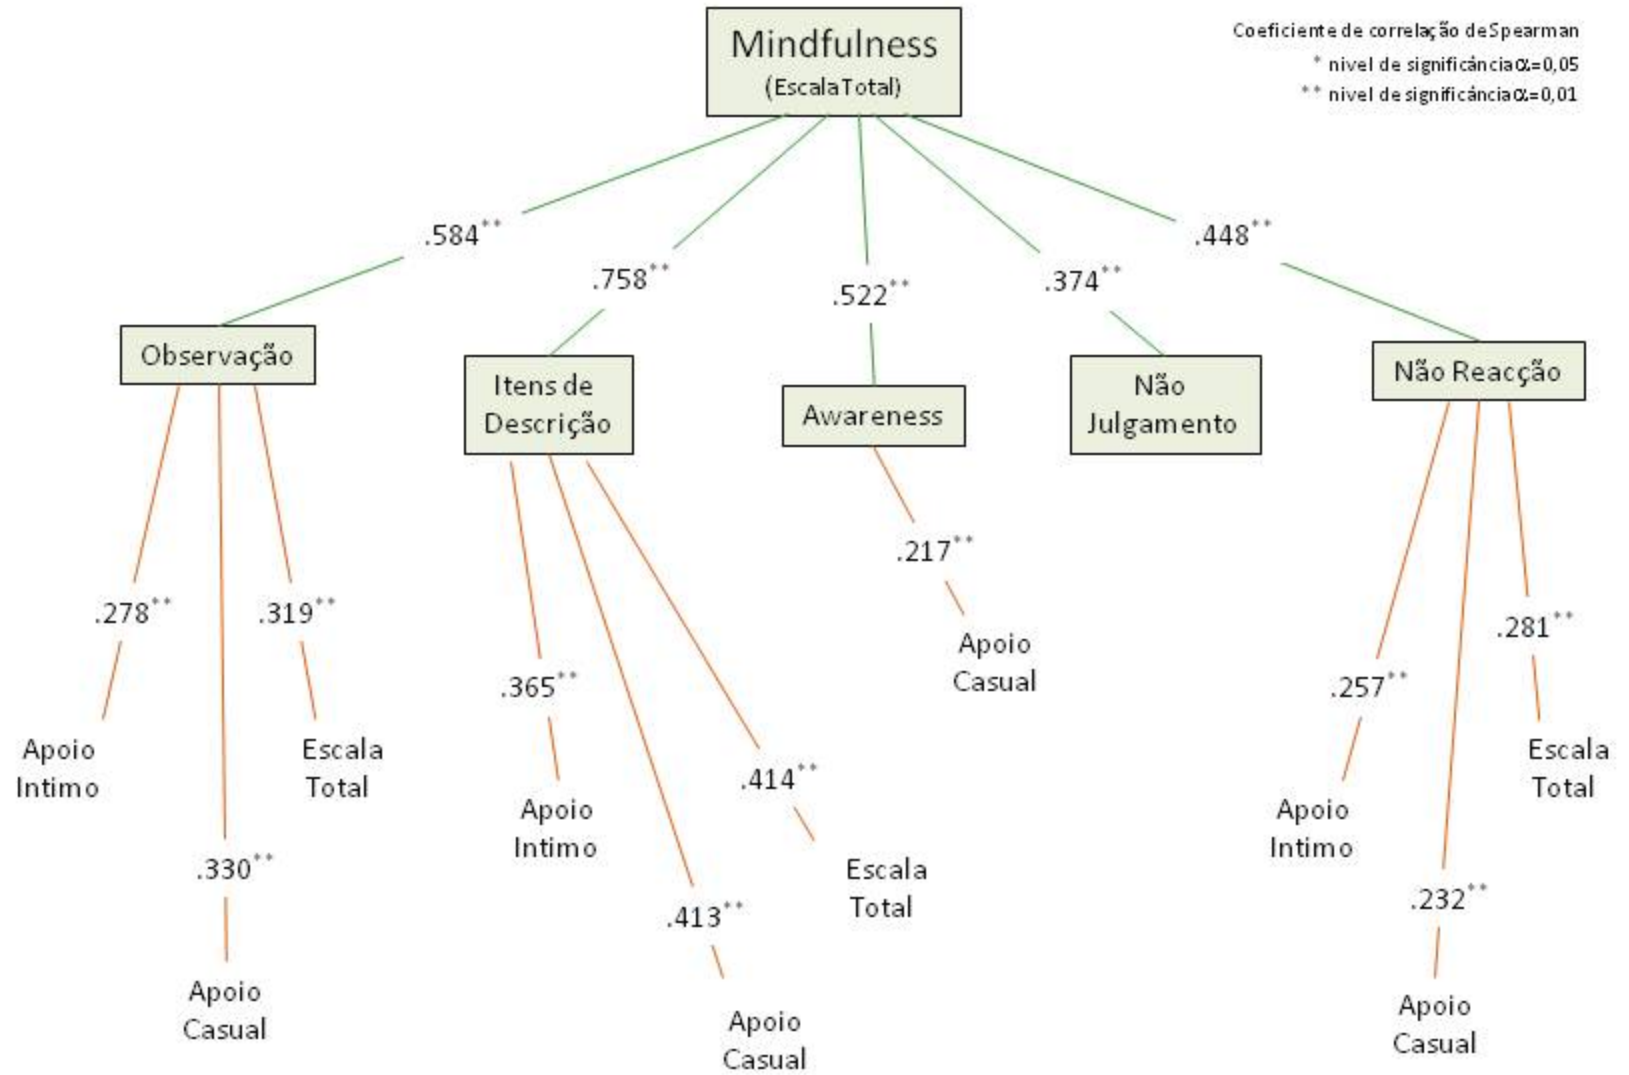 Mindfulness
(Escala Total)
Coeficiente de correlação de Spearman
* nivel de significância α=0,05
** nivel de significância α=0,01
.584**
.758**
.522**
.374**
.448**
Observação
Itens de
Descrição
Awareness
Não
Julgamento
Não Reacção
.278**
.330**
.319**
Apoio
Intimo
Apoio
Casual
Escala
Total
.365**
.413**
.414**
Apoio
Intimo
Apoio
Casual
Escala
Total
.217**
Apoio
Casual
.257**
.232**
.281**
Apoio
Intimo
Apoio
Casual
Escala
Total